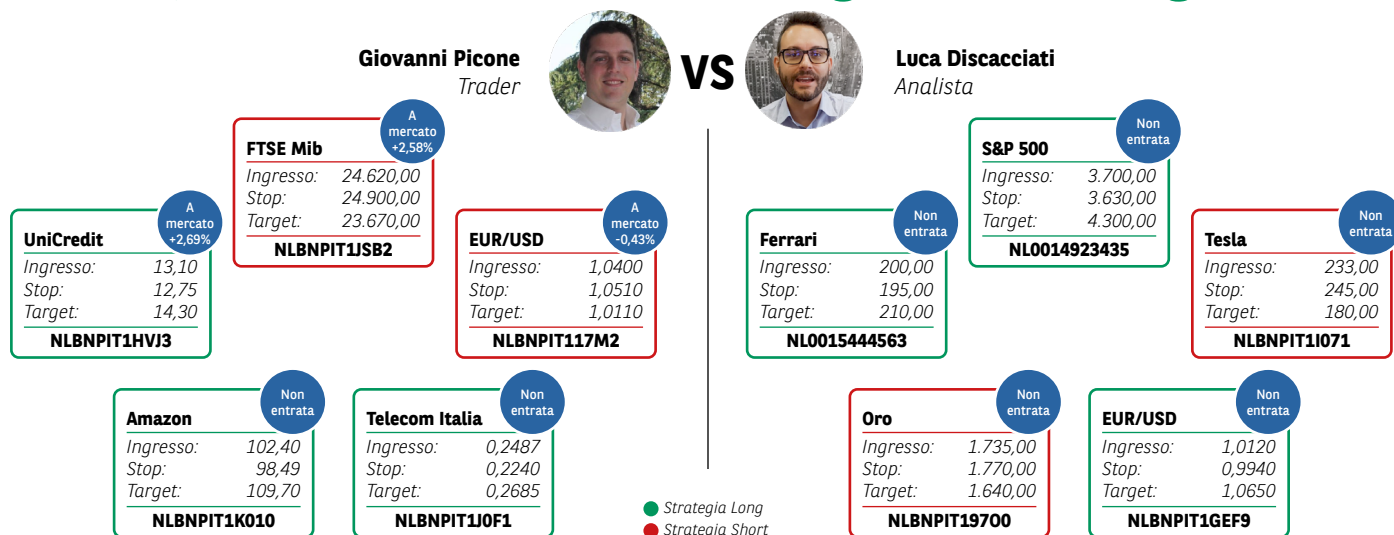 Giovanni Picone
Trader
VS
Luca Discacciati
Analista
A
mercato
+2,58%
FTSE Mib
Ingresso: 24.620,00
Stop: 24.900,00
Target: 23.670,00
NLBNPIT1JSB2
A
mercato
+2,69%
UniCredit
Ingresso: 13,10
Stop: 12,75
Target: 14,30
NLBNPIT1HVJ3
A
mercato
-0,43%
EUR/USD
Ingresso: 1,0400
Stop: 1,0510
Target: 1,0110
NLBNPIT117M2
Non
entrata
Amazon
Ingresso: 102,40
Stop: 98,49
Target: 109,70
NLBNPIT1K010
Non
entrata
Telecom Italia
Ingresso: 0,2487
Stop: 0,2240
Target: 0,2685
NLBNPIT1J0F1
Non
entrata
S&P 500
Ingresso: 3.700,00
Stop: 3.630,00
Target: 4.300,00
NL0014923435
Non
entrata
Ferrari
Ingresso: 200,00
Stop: 195,00
Target: 210,00
NL0015444563
Non
entrata
Tesla
Ingresso: 233,00
Stop: 245,00
Target: 180,00
NLBNPIT1I071
Non
entrata
Oro
Ingresso: 1.735,00
Stop: 1.770,00
Target: 1.640,00
NLBNPIT197O0
Non
entrata
EUR/USD
Ingresso: 1,0120
Stop: 0,9940
Target: 1,0650
NLBNPIT1GEF9
Strategia Long
Strategia Short